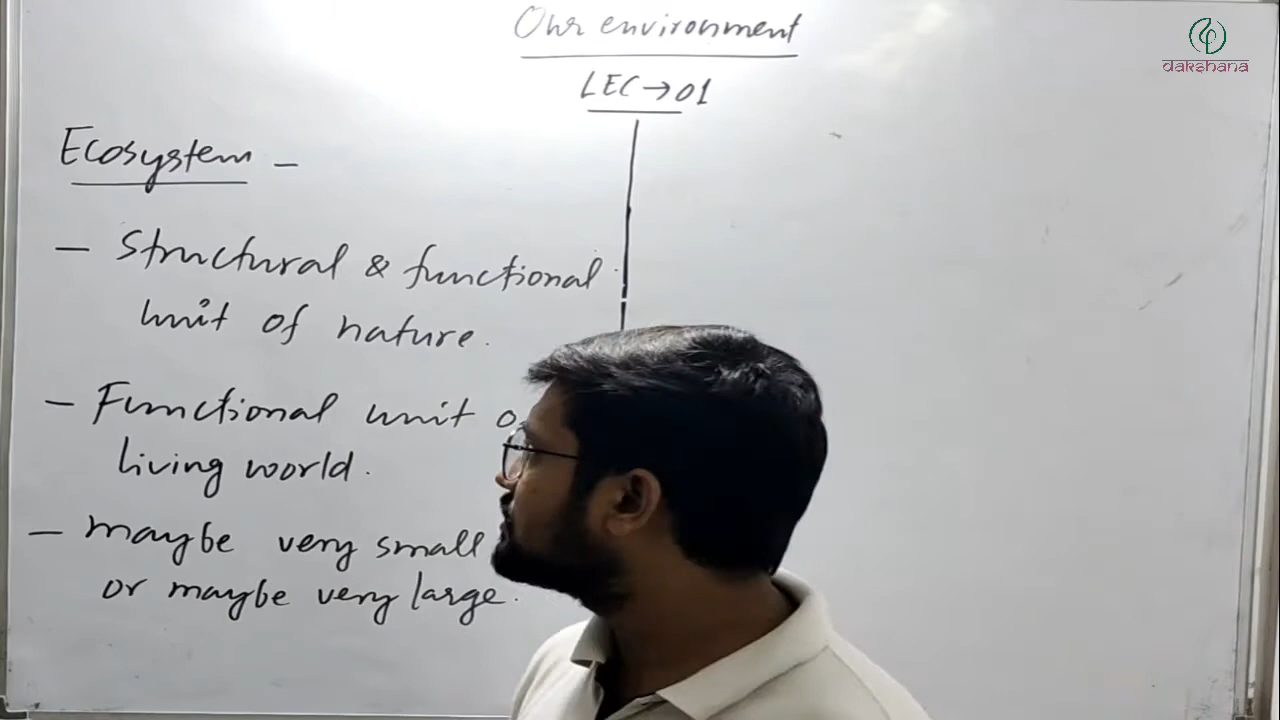 Our environment
LEC → 01
Ecosystem –
– Structural & functional
unit of nature.
– Functional unit
living world.
– maybe very small
or maybe very large.
dakshana